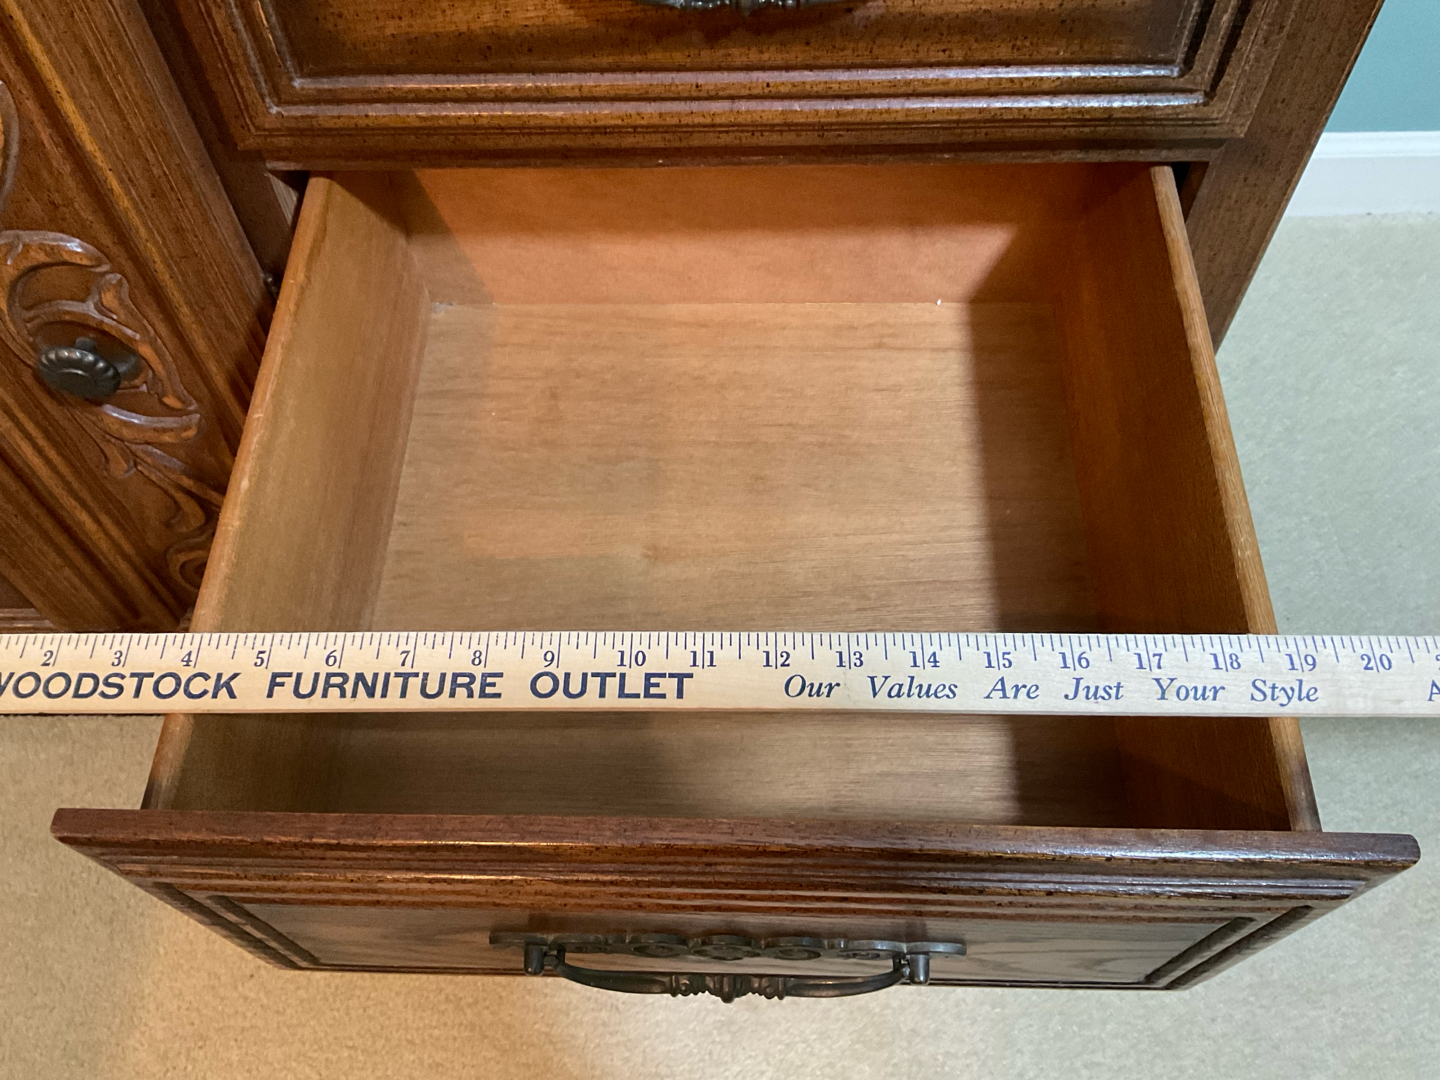 2 3 4 5 6 7 8 9 10 11 12 13 14 15 16 17 18 19 20
WOODSTOCK FURNITURE OUTLET Our Values Are Just Your Style